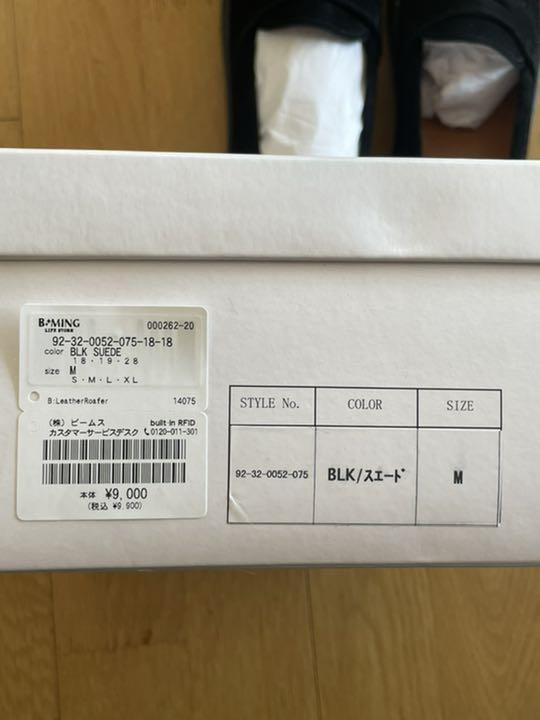 B•MING
LIFE STORE
000262-20
92-32-0052-075-18-18
color BLK SUEDE
18・19・28
size M
S・M・L・XL
B:LeatherRoafer 14075
(株) ビームス built-in RFID
カスタマーサービスデスク 0120-011-301
本体 ¥9,000
(税込 ¥9,900)
STYLE No. COLOR SIZE
92-32-0052-075 BLK/スエード M